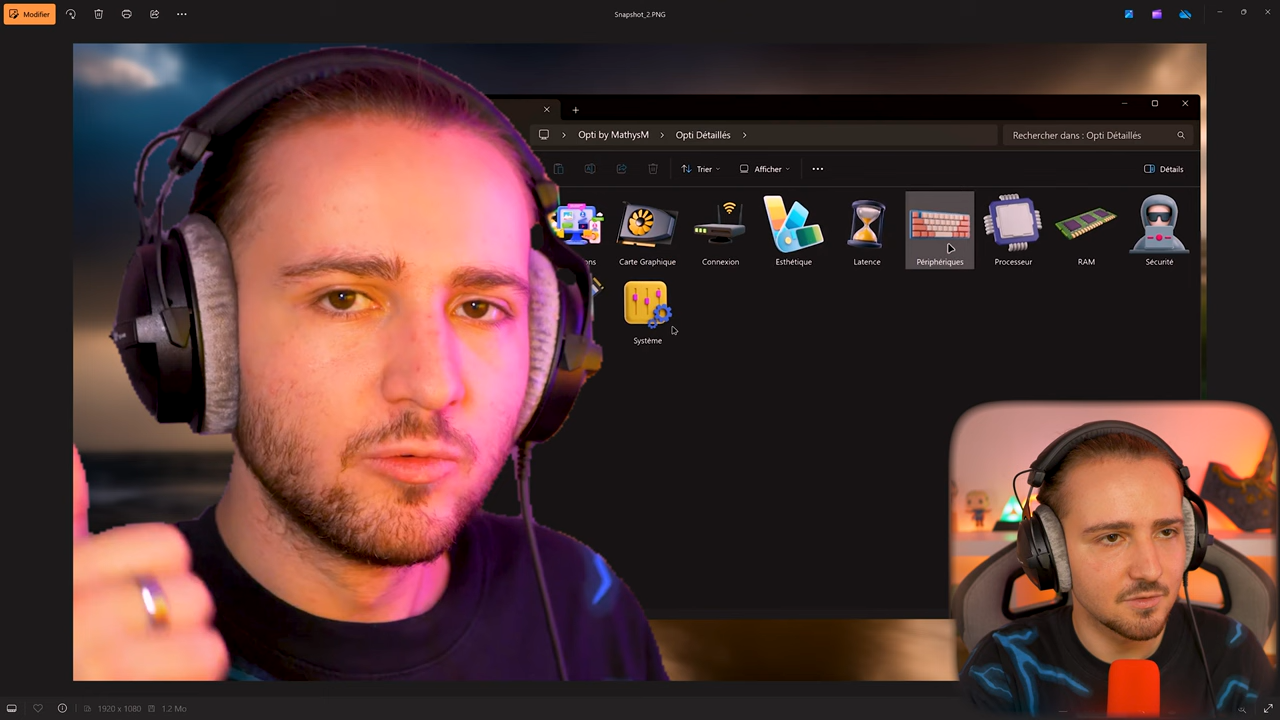 Modifier
Snapshot_2.PNG
Opti by MathysM
Opti Détaillés
Rechercher dans : Opti Détaillés
Trier
Afficher
Détails
ons
Carte Graphique
Connexion
Esthétique
Latence
Périphériques
Processeur
RAM
Sécurité
Système
1920 x 1080
1.2 Mo